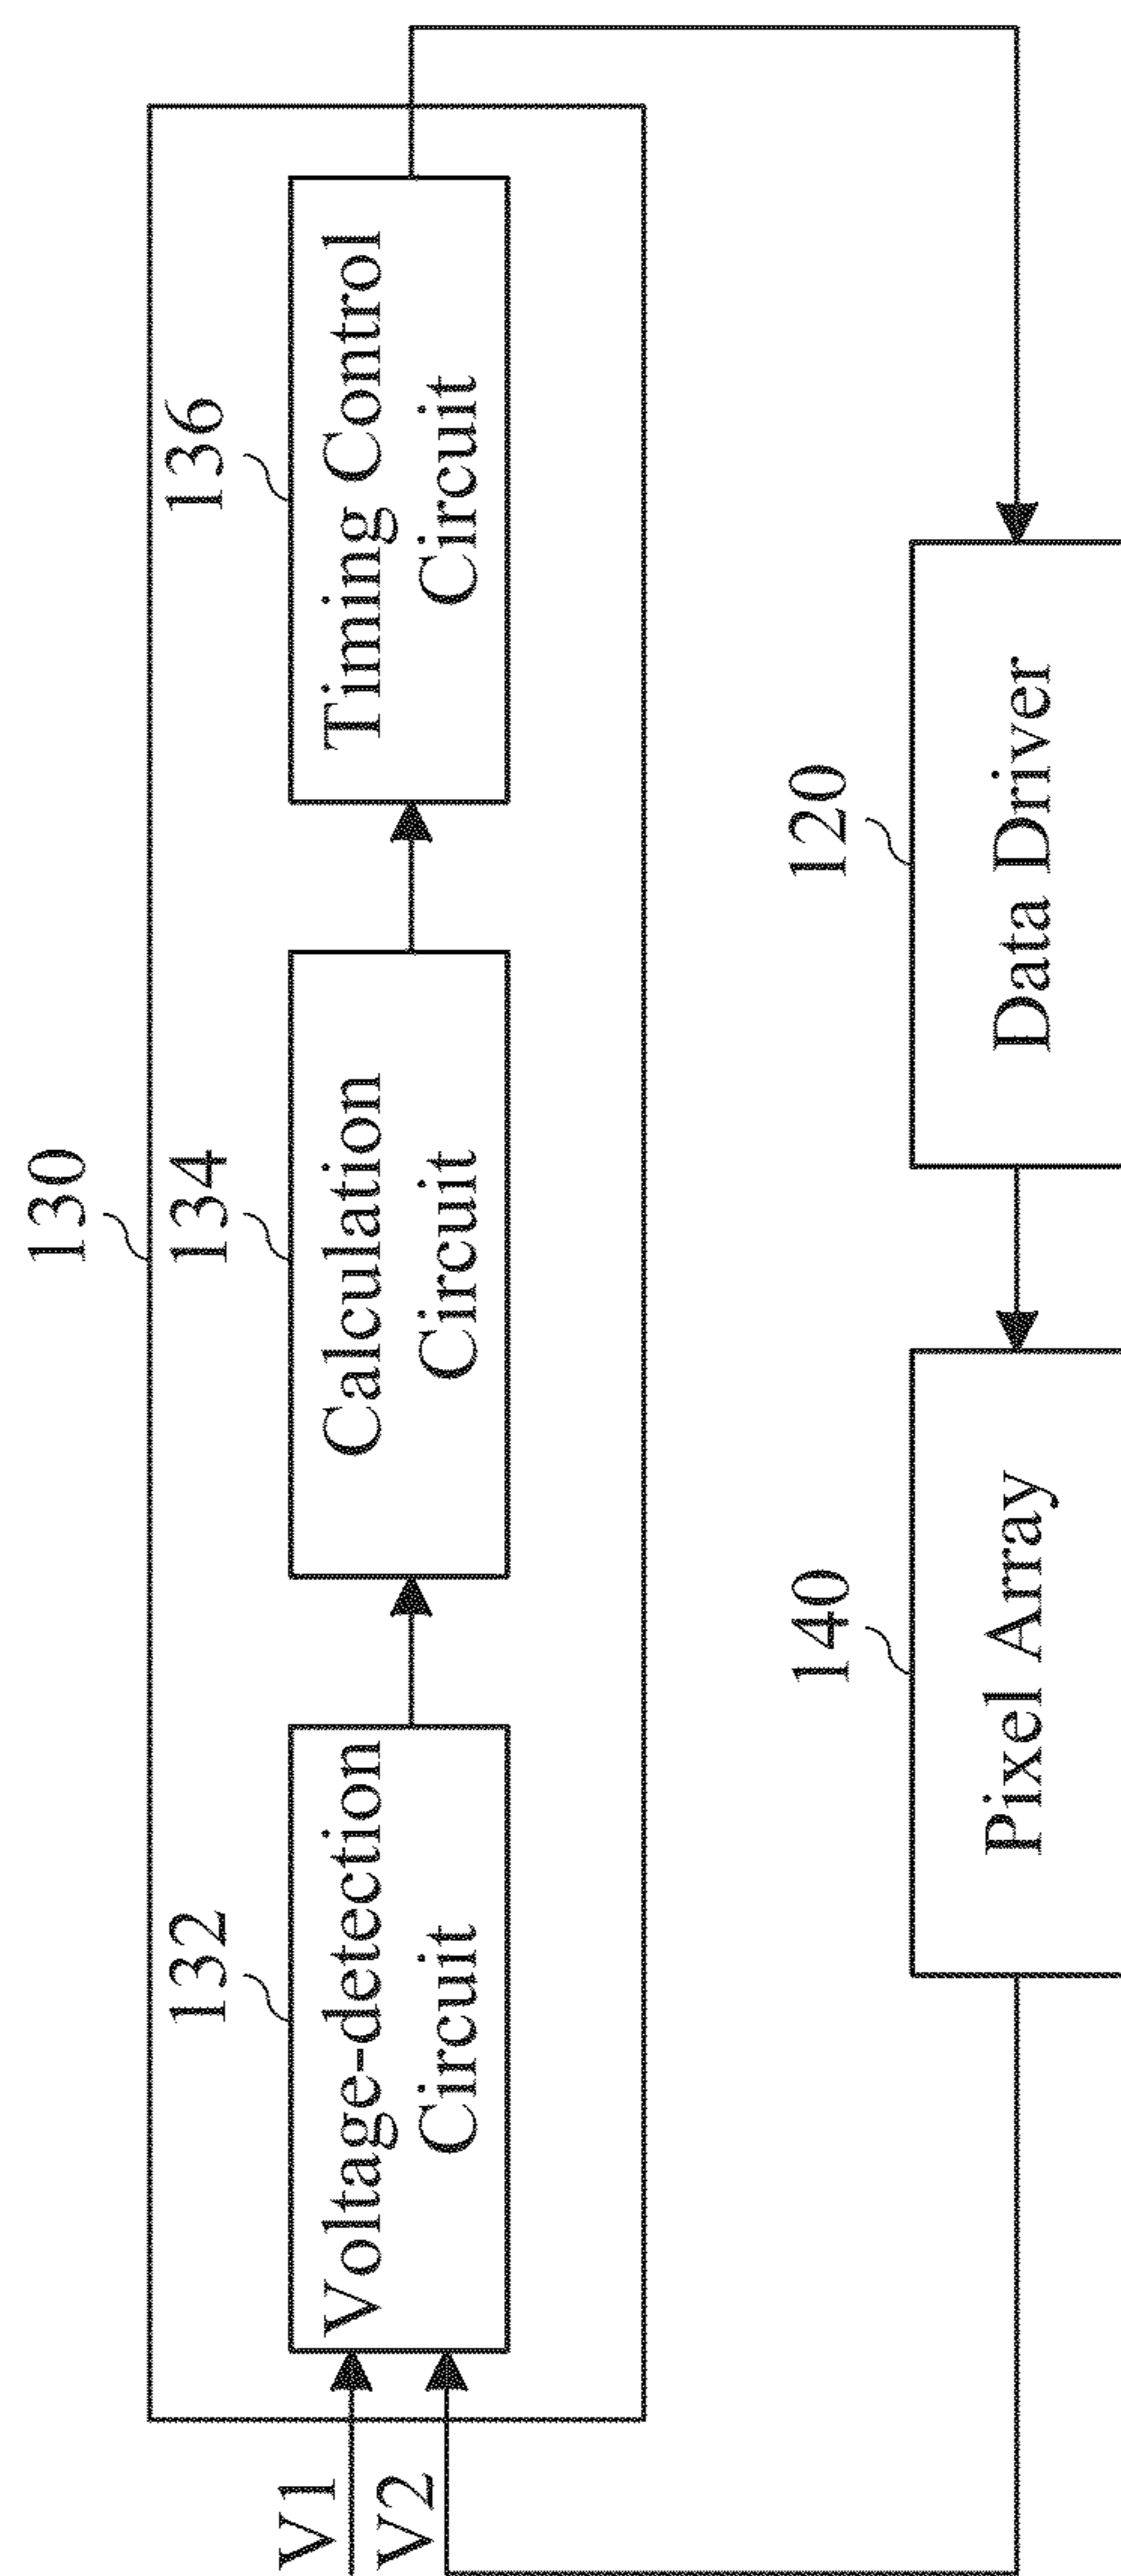 130
132
134
136
V1
V2
Voltage-detection
Circuit
Calculation
Circuit
Timing Control
Circuit
140
120
Pixel Array
Data Driver